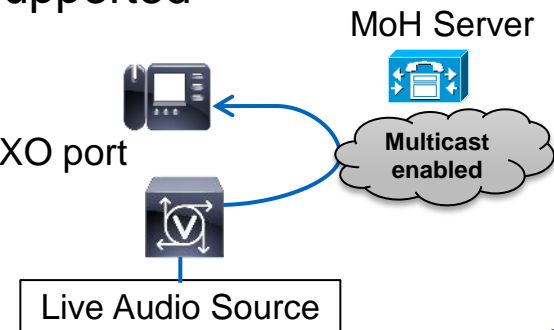 upported
MoH Server
XO port
Multicast
enabled
V
Live Audio Source